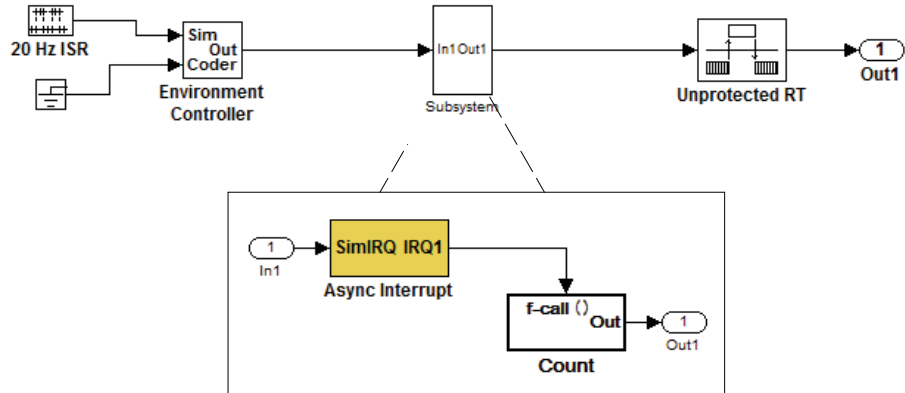 20 Hz ISR
Sim
Out
Coder
Environment
Controller
In1 Out1
Subsystem
Unprotected RT
1
Out1
1
In1
SimIRQ IRQ1
Async Interrupt
f-call ()
Out
Count
1
Out1